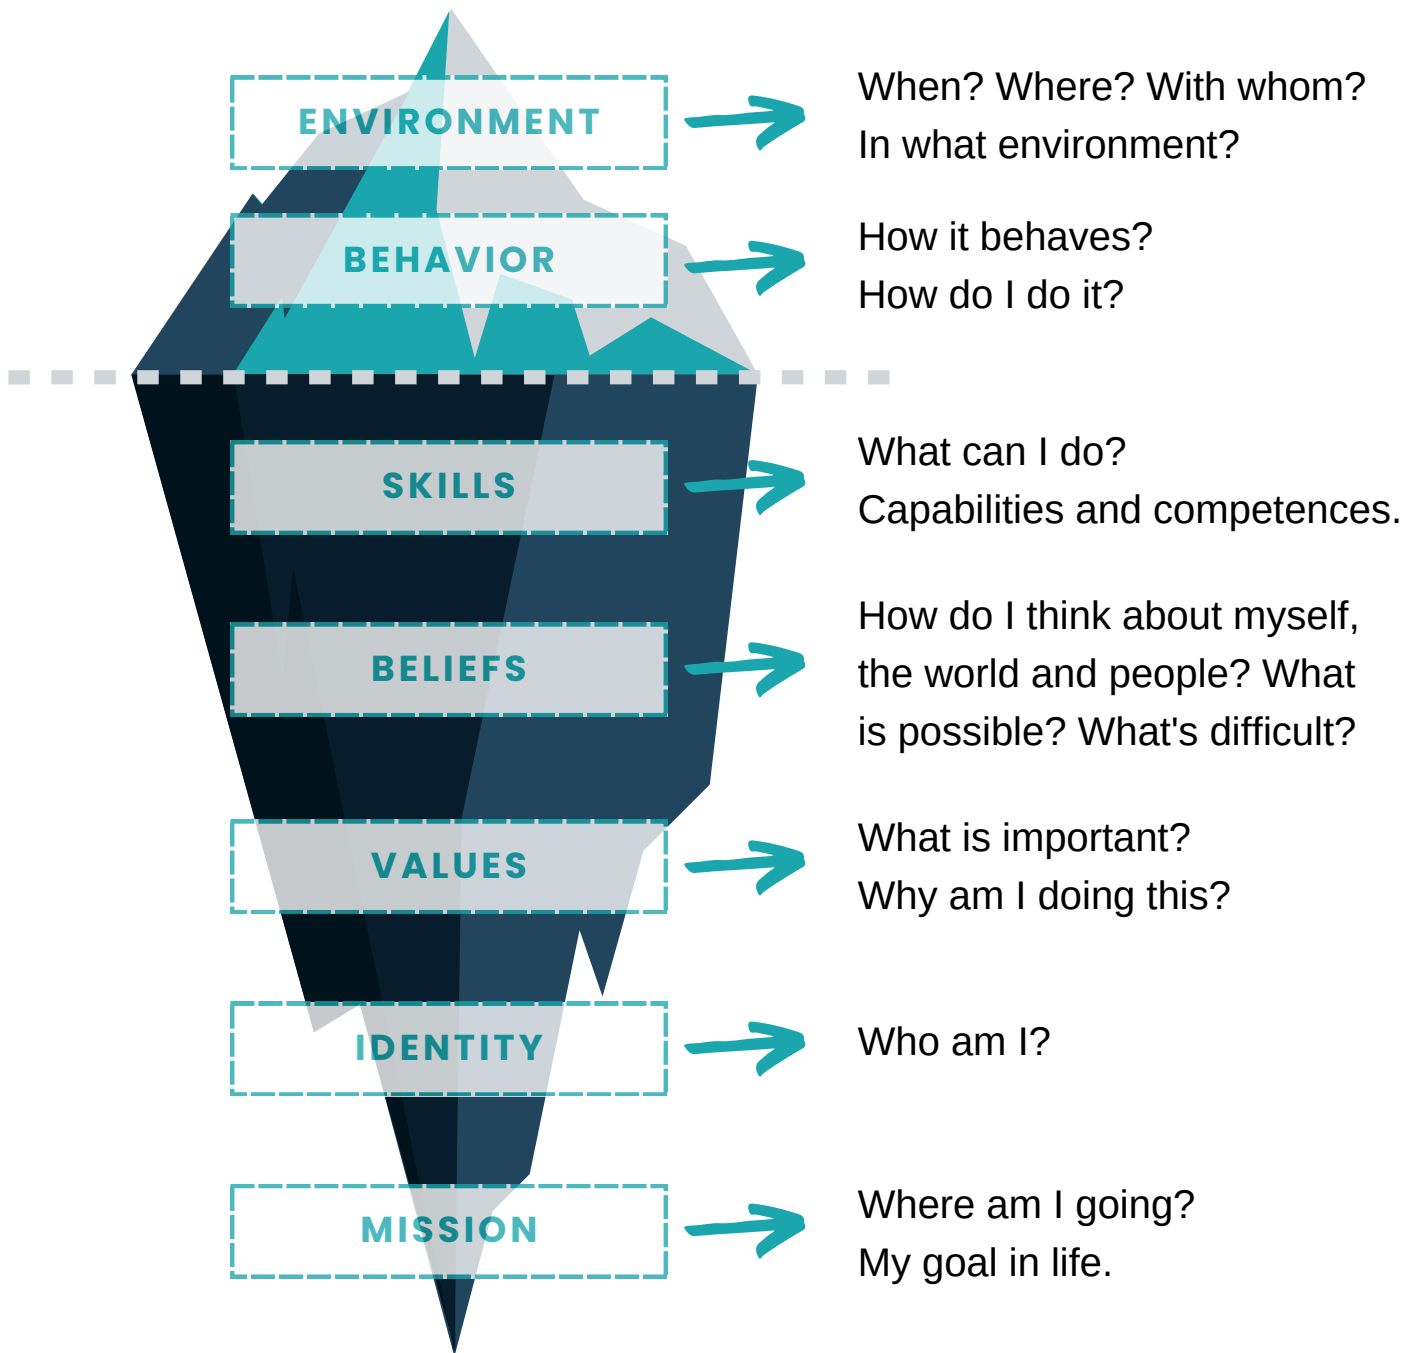 ENVIRONMENT
When? Where? With whom?
In what environment?
BEHAVIOR
How it behaves?
How do I do it?
SKILLS
What can I do?
Capabilities and competences.
BELIEFS
How do I think about myself,
the world and people? What
is possible? What's difficult?
VALUES
What is important?
Why am I doing this?
IDENTITY
Who am I?
MISSION
Where am I going?
My goal in life.